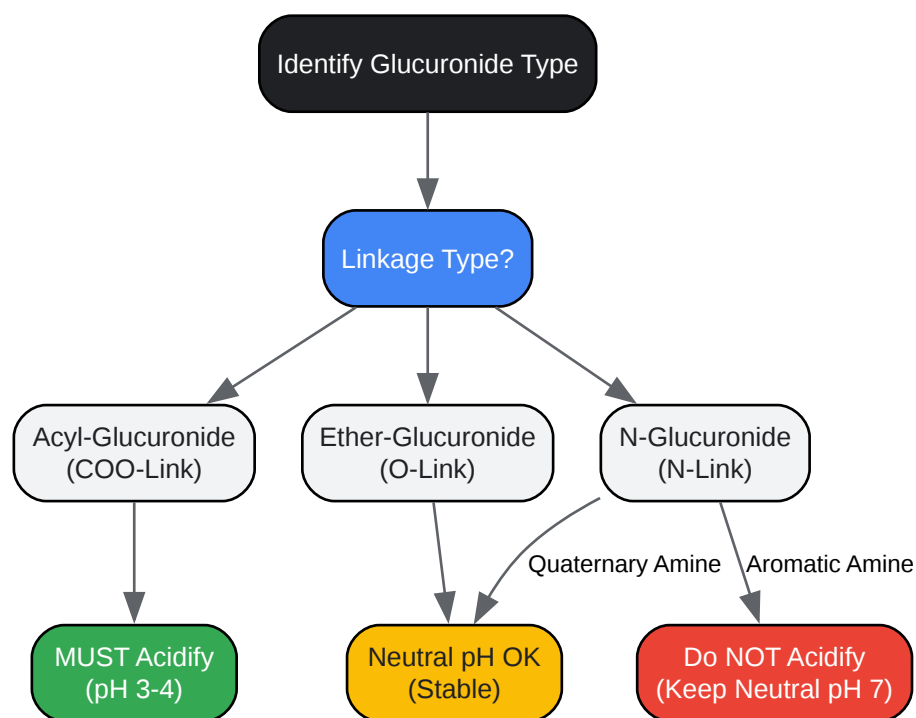 Identify Glucuronide Type
Linkage Type?
Acyl-Glucuronide
(COO-Link)
Ether-Glucuronide
(O-Link)
N-Glucuronide
(N-Link)
Quaternary Amine
Aromatic Amine
MUST Acidify
(pH 3-4)
Neutral pH OK
(Stable)
Do NOT Acidify
(Keep Neutral pH 7)